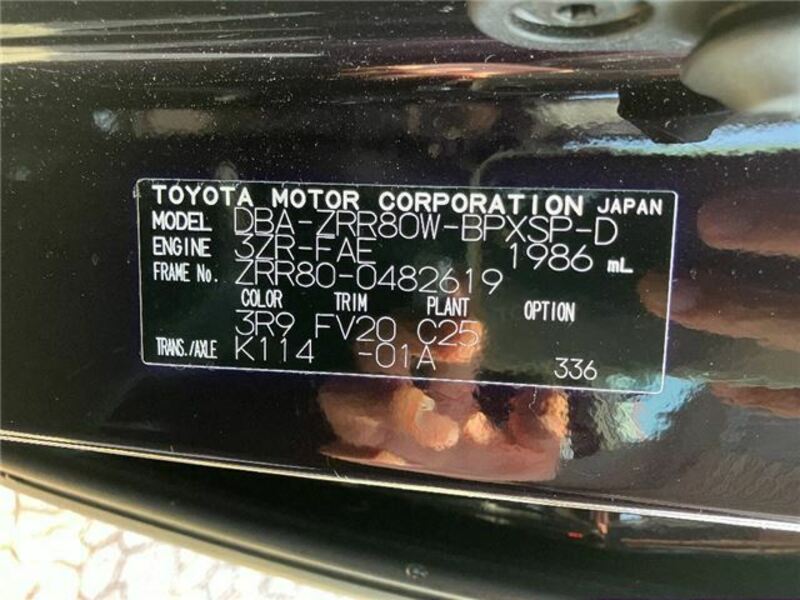 TOYOTA MOTOR CORPORATION JAPAN
MODEL DBA-ZRR80W-BPXSP-D
ENGINE 3ZR-FAE 1986 mL
FRAME No. ZRR80-0482619
COLOR TRIM PLANT OPTION
3R9 FV20 C25
TRANS./AXLE K114 -01A 336